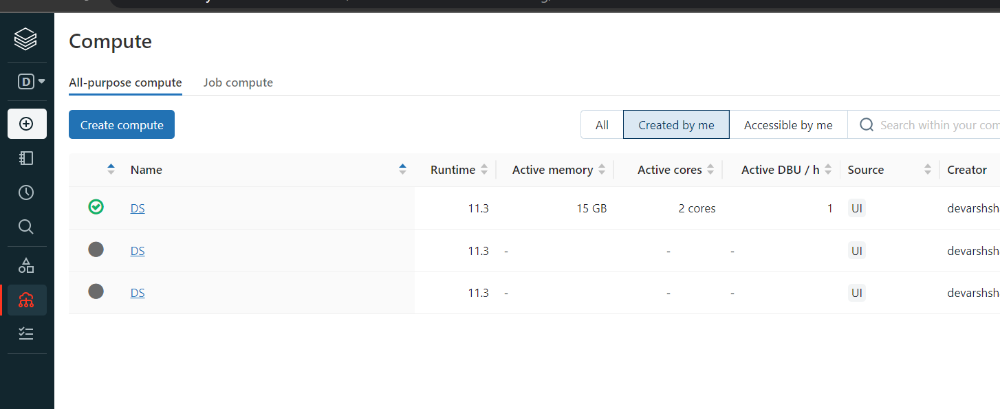 Compute
D
All-purpose compute Job compute
Create compute All Created by me Accessible by me Search within your com
Name Runtime Active memory Active cores Active DBU / h Source Creator
DS 11.3 15 GB 2 cores 1 UI devarshsh
DS 11.3 - - - UI devarshsh
DS 11.3 - - - UI devarshsh